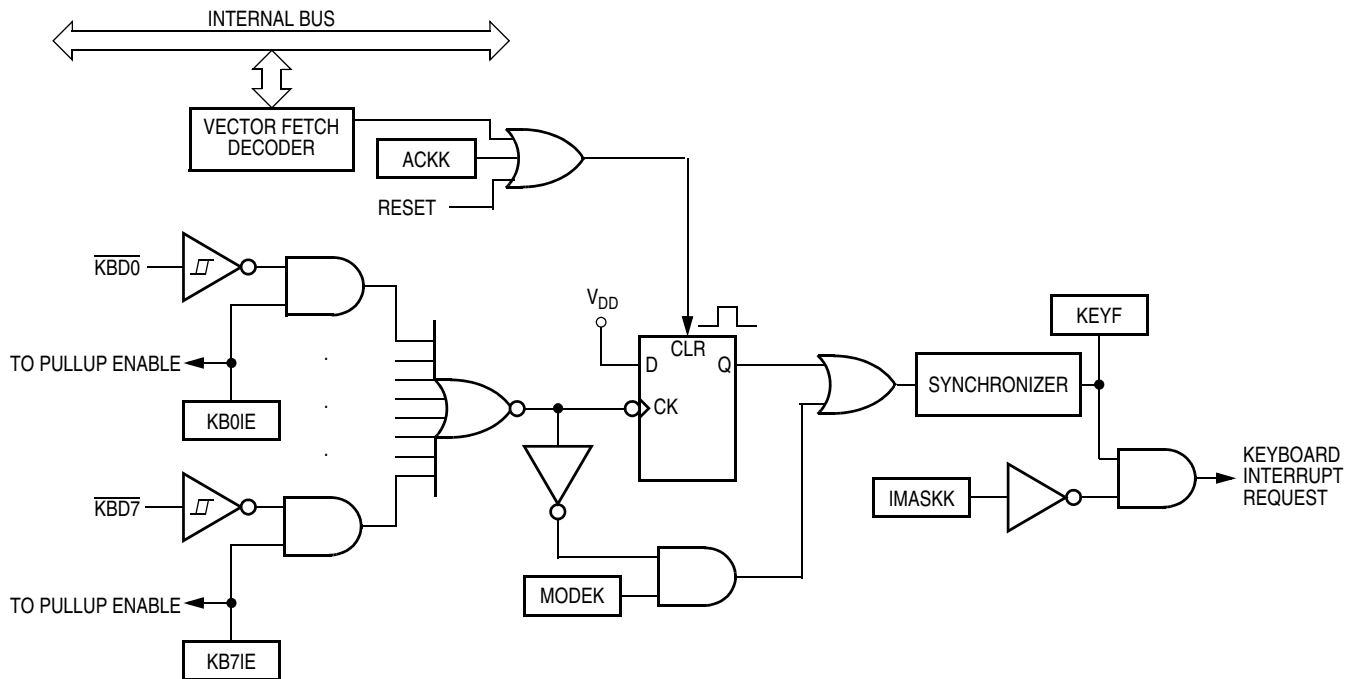 INTERNAL BUS
VECTOR FETCH
DECODER
ACKK
RESET
KBD0
TO PULLUP ENABLE
KB0IE
VDD
CLR
D
Q
CK
KEYF
SYNCHRONIZER
KBD7
TO PULLUP ENABLE
KB7IE
MODEK
IMASKK
KEYBOARD
INTERRUPT
REQUEST